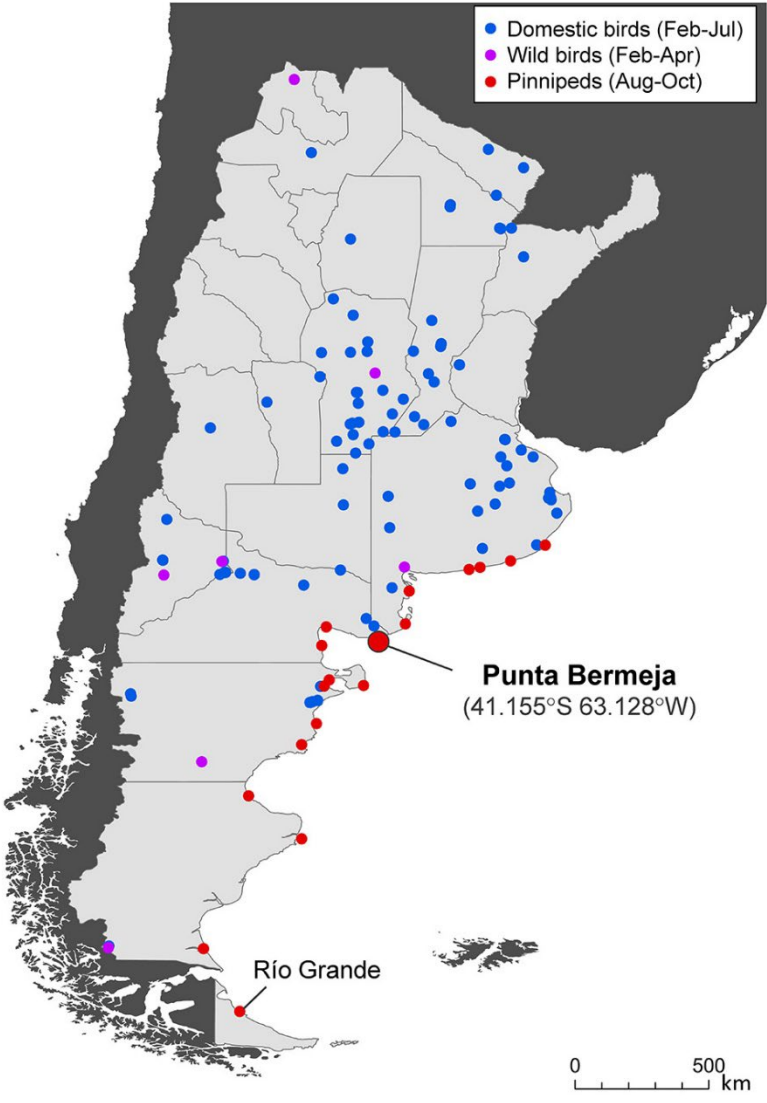 Domestic birds (Feb-Jul)
Wild birds (Feb-Apr)
Pinnipeds (Aug-Oct)
Punta Bermeja
(41.155°S 63.128°W)
Río Grande
0 500
km